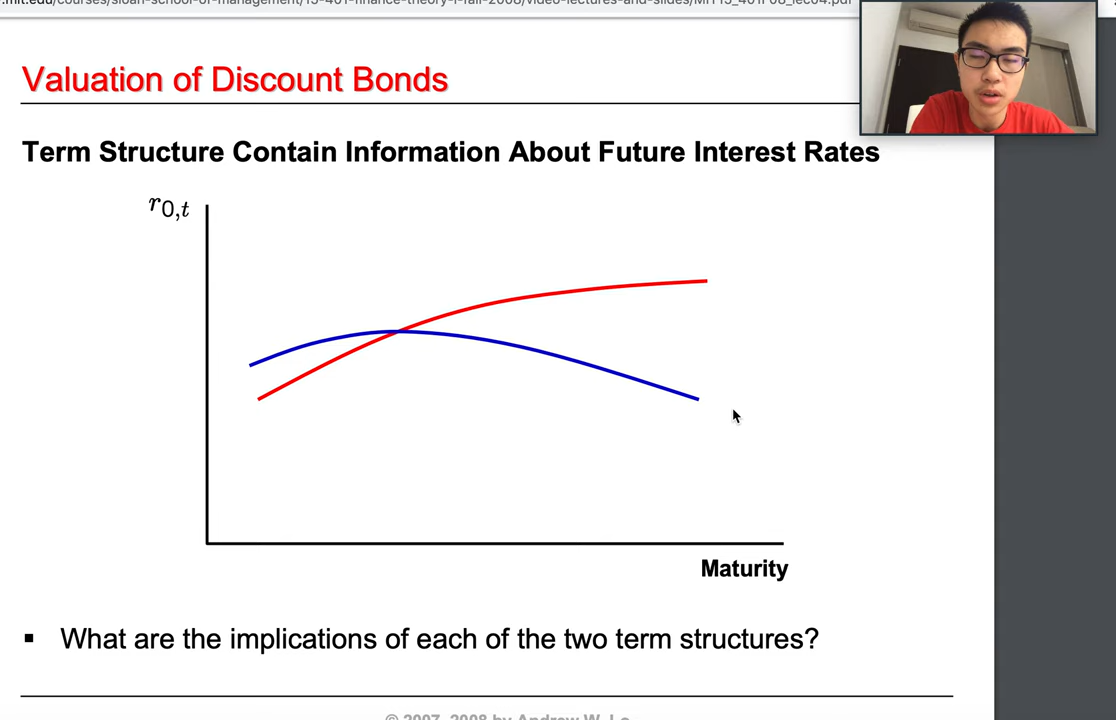 .mit.edu/courses/sloan-school-of-management/15-401-finance-theory-i-fall-2008/video-lectures-and-slides/MIT15_401F08_lec04.pdf
Valuation of Discount Bonds
Term Structure Contain Information About Future Interest Rates
r0,t
Maturity
▪ What are the implications of each of the two term structures?
© 2007–2008 by Andrew W. Lo